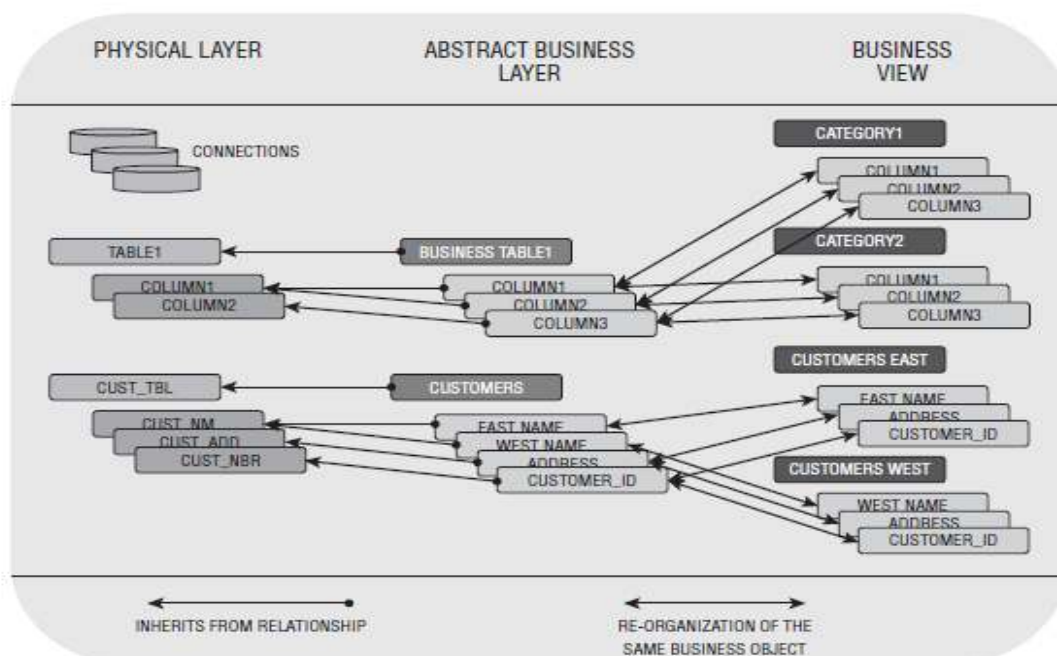 PHYSICAL LAYER
ABSTRACT BUSINESS
LAYER
BUSINESS
VIEW
CONNECTIONS
CATEGORY1
COLUMN1
COLUMN2
COLUMN3
TABLE1
BUSINESS TABLE1
CATEGORY2
COLUMN1
COLUMN2
COLUMN1
COLUMN2
COLUMN3
COLUMN1
COLUMN2
COLUMN3
CUST_TBL
CUSTOMERS
CUSTOMERS EAST
CUST_NM
CUST_ADD
CUST_NBR
EAST NAME
WEST NAME
ADDRESS
CUSTOMER_ID
EAST NAME
ADDRESS
CUSTOMER_ID
CUSTOMERS WEST
WEST NAME
ADDRESS
CUSTOMER_ID
INHERITS FROM RELATIONSHIP
RE-ORGANIZATION OF THE
SAME BUSINESS OBJECT